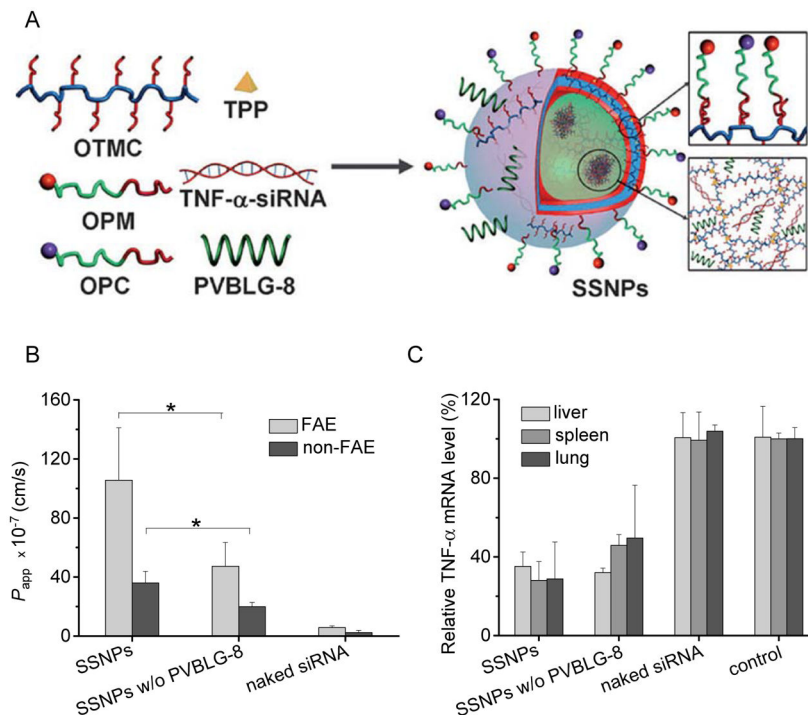 A
OTMC
TPP
OPM
TNF-α-siRNA
OPC
PVBLG-8
SSNPs
B
160
120
80
40
0
P_app x 10⁻⁷ (cm/s)
*
*
FAE
non-FAE
SSNPs
SSNPs w/o PVBLG-8
naked siRNA
C
120
80
40
0
Relative TNF-α mRNA level (%)
liver
spleen
lung
SSNPs
SSNPs w/o PVBLG-8
naked siRNA
control